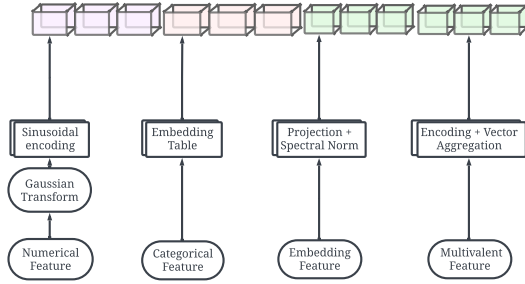 Sinusoidal
encoding
Embedding
Table
Projection +
Spectral Norm
Encoding + Vector
Aggregation
Gaussian
Transform
Numerical
Feature
Categorical
Feature
Embedding
Feature
Multivalent
Feature